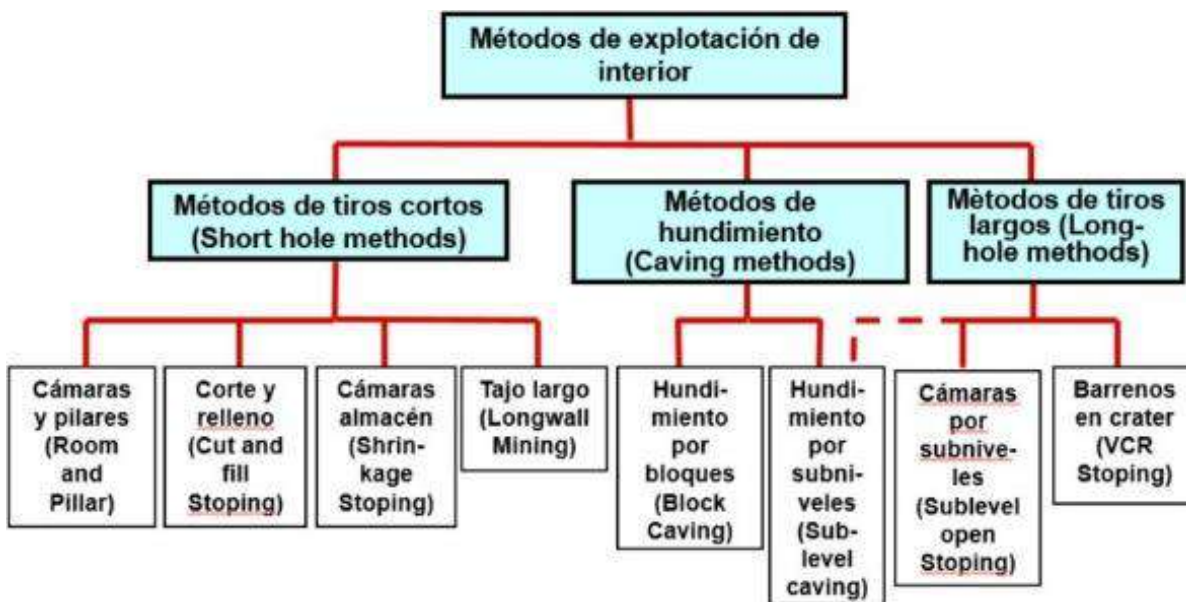 Métodos de explotación de
interior
Métodos de tiros cortos
(Short hole methods)
Métodos de
hundimiento
(Caving methods)
Mètodos de tiros
largos (Long-
hole methods)
Cámaras
y pilares
(Room
and
Pillar)
Corte y
relleno
(Cut and
fill
Stoping)
Cámaras
almacén
(Shrin-
kage
Stoping)
Tajo largo
(Longwall
Mining)
Hundi-
miento
por
bloques
(Block
Caving)
Hundi-
miento
por
subni-
veles
(Sub-
level
caving)
Cámaras
por
subnive-
les
(Sublevel
open
Stoping)
Barrenos
en crater
(VCR
Stoping)